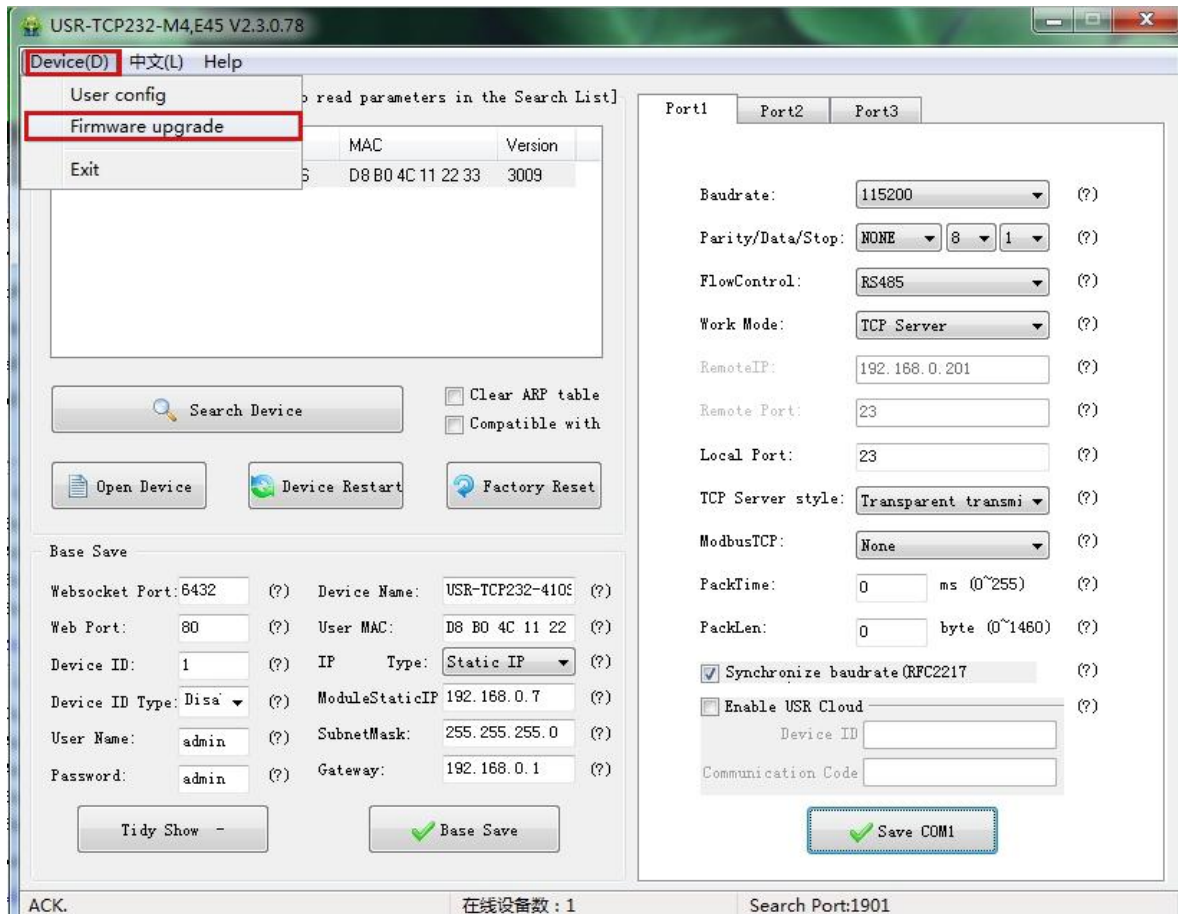 USR-TCP232-M4,E45 V2.3.0.78
Device(D) 中文(L) Help
User config
Firmware upgrade
Exit
read parameters in the Search List]
MAC Version
D8 B0 4C 11 22 33 3009
Search Device
Clear ARP table
Compatible with
Open Device Device Restart Factory Reset
Base Save
Websocket Port: 6432 (?) Device Name: USR-TCP232-410S (?)
Web Port: 80 (?) User MAC: D8 B0 4C 11 22 (?)
Device ID: 1 (?) IP Type: Static IP (?)
Device ID Type: (?) ModuleStaticIP 192.168.0.7 (?)
User Name: admin (?) SubnetMask: 255.255.255.0 (?)
Password: admin (?) Gateway: 192.168.0.1 (?)
Tidy Show - Base Save
Port1 Port2 Port3
Baudrate: 115200 (?)
Parity/Data/Stop: NONE 8 1 (?)
FlowControl: RS485 (?)
Work Mode: TCP Server (?)
RemoteIP: 192.168.0.201 (?)
Remote Port: 23 (?)
Local Port: 23 (?)
TCP Server style: Transparent transmi (?)
ModbusTCP: None (?)
PackTime: 0 ms (0~255) (?)
PackLen: 0 byte (0~1460) (?)
Synchronize baudrate(RFC2217 (?)
Enable USR Cloud (?)
Device ID
Communication Code
Save COM1
ACK. 在线设备数：1 Search Port:1901